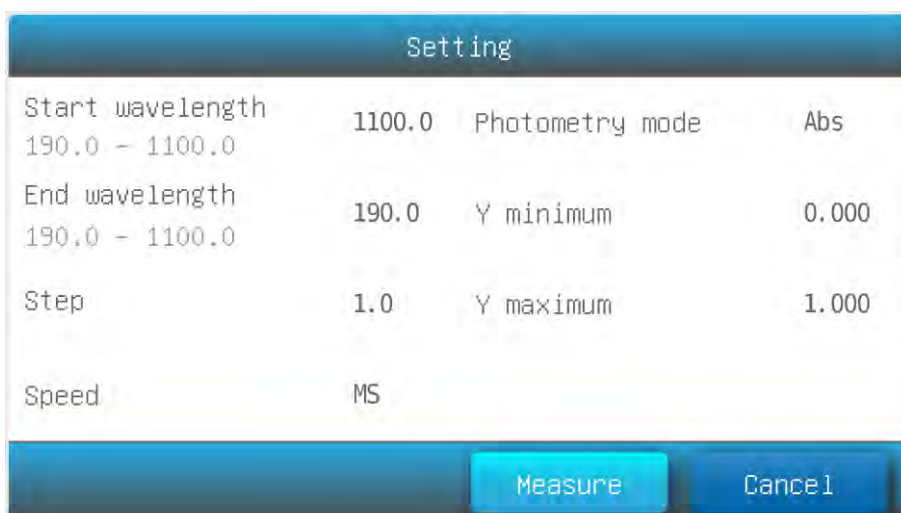 Setting
Start wavelength 1100.0 Photometry mode Abs
190.0 - 1100.0
End wavelength 190.0 Y minimum 0.000
190.0 - 1100.0
Step 1.0 Y maximum 1.000
Speed MS
Measure Cancel